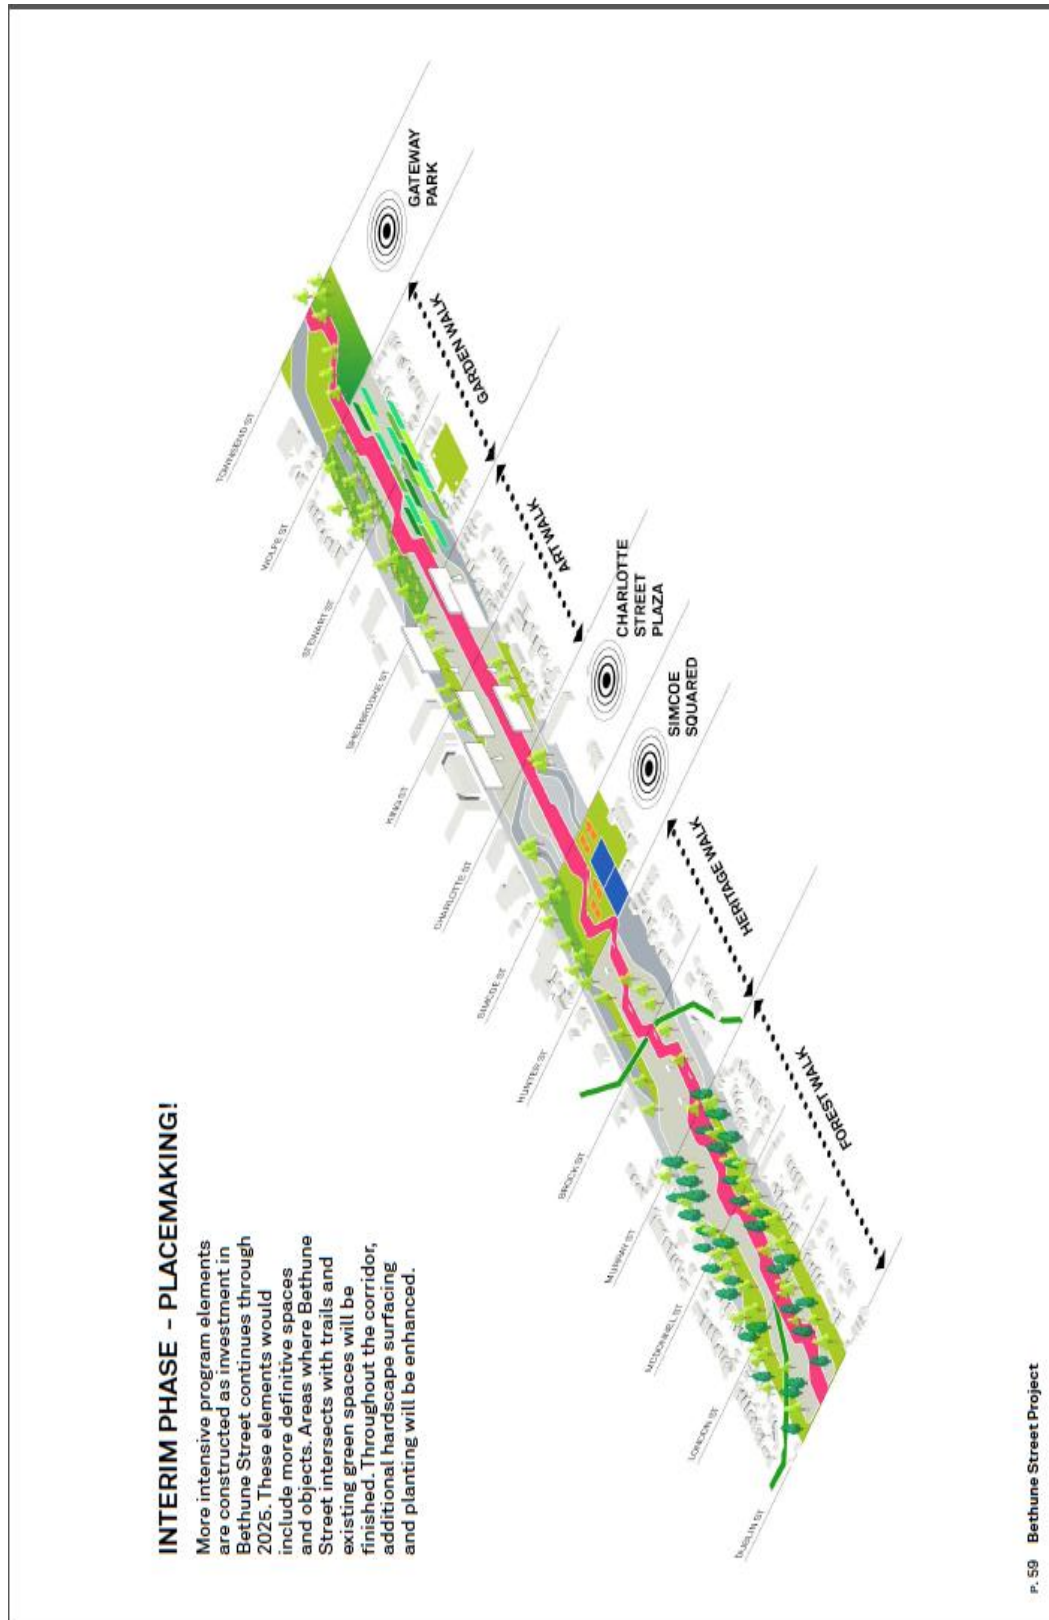 INTERIM PHASE - PLACEMAKING!
More intensive program elements
are constructed as investment in
Bethune Street continues through
2025. These elements would
include more definitive spaces
and objects. Areas where Bethune
Street intersects with trails and
existing green spaces will be
finished. Throughout the corridor,
additional hardscape surfacing
and planting will be enhanced.
DUBLIN ST
LONDON ST
MCDONNEL ST
MURRAY ST
BROCK ST
HUNTER ST
SIMCOE ST
CHARLOTTE ST
KING ST
SHERBROOKE ST
STEWART ST
WOLFE ST
TOWNSEND ST
FOREST WALK
HERITAGE WALK
SIMCOE
SQUARED
CHARLOTTE
STREET
PLAZA
ART WALK
GARDEN WALK
GATEWAY
PARK
P. 59 Bethune Street Project